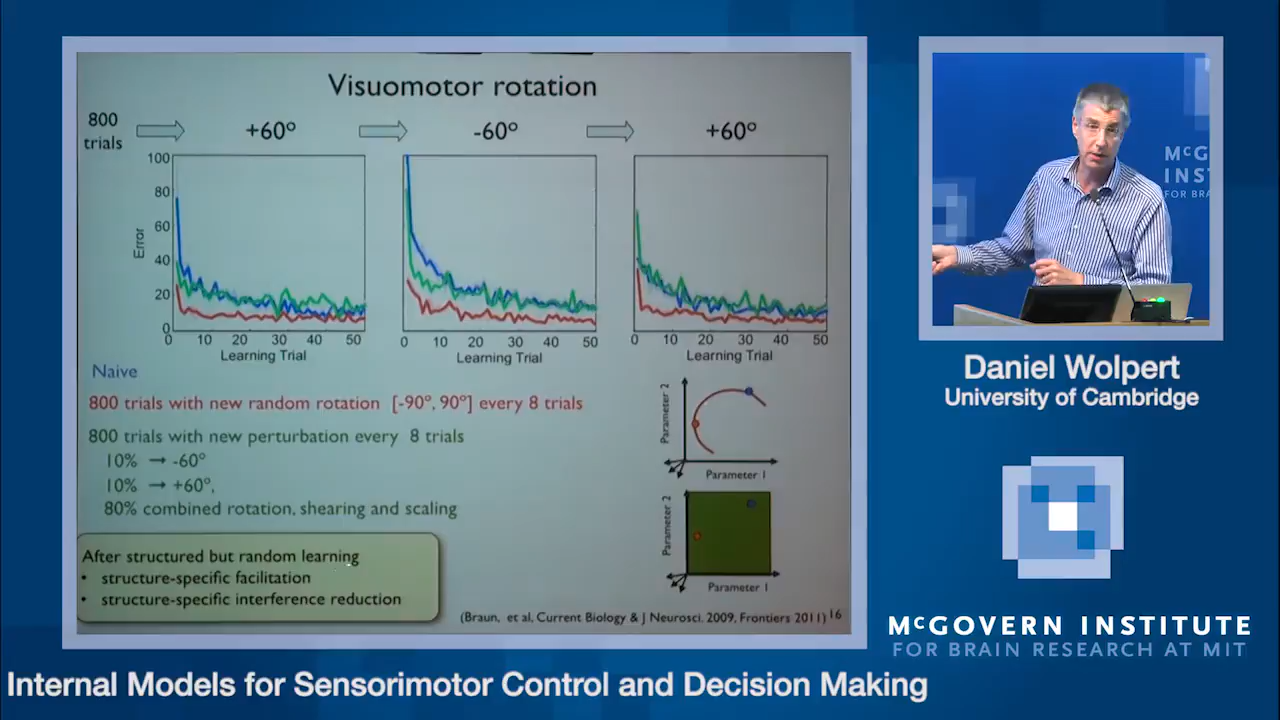 Visuomotor rotation
800
trials
+60° -60° +60°
100
80
60
40
20
0
Error
0 10 20 30 40 50
Learning Trial
0 10 20 30 40 50
Learning Trial
0 10 20 30 40 50
Learning Trial
Naive
800 trials with new random rotation [-90°, 90°] every 8 trials
800 trials with new perturbation every 8 trials
10% → -60°
10% → +60°,
80% combined rotation, shearing and scaling
Parameter 2
Parameter 1
Parameter 2
Parameter 1
After structured but random learning
• structure-specific facilitation
• structure-specific interference reduction
(Braun, et al, Current Biology & J Neurosci. 2009, Frontiers 2011) 16
McG
INS
FOR BRA
Daniel Wolpert
University of Cambridge
McGOVERN INSTITUTE
FOR BRAIN RESEARCH AT MIT
Internal Models for Sensorimotor Control and Decision Making